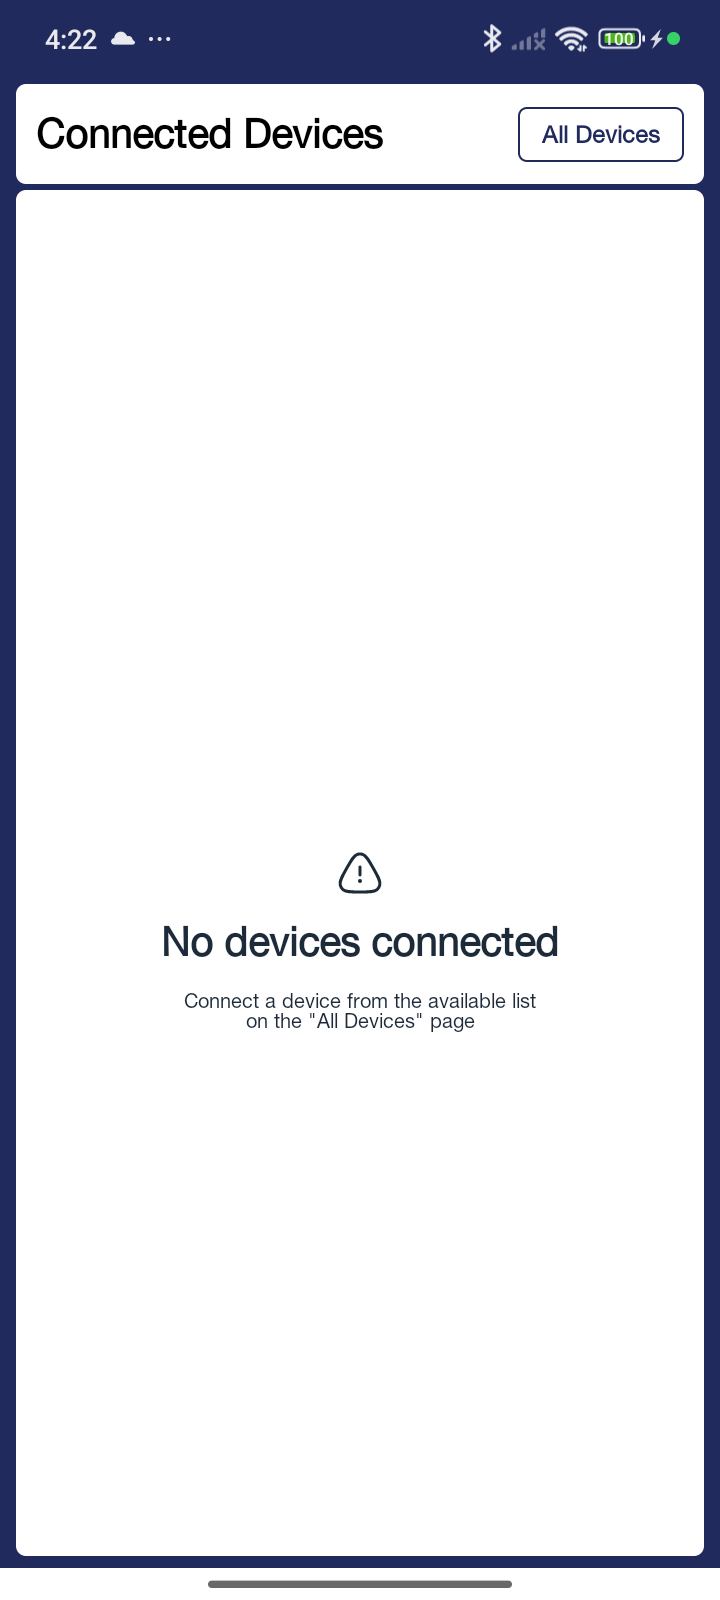 4:22
100
Connected Devices
All Devices
No devices connected
Connect a device from the available list
on the "All Devices" page